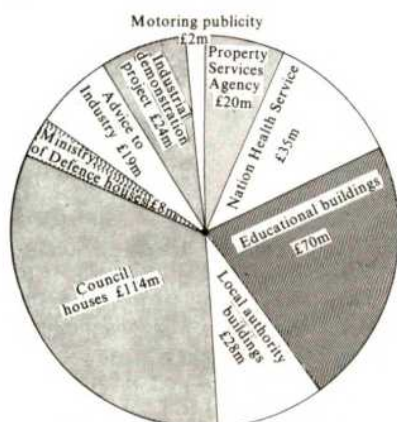 Motoring publicity
£2m
Property
Services
Agency
£20m
Nation Health Service
£35m
Educational buildings
£70m
Local authority
buildings
£28m
Council
houses £114m
Ministry
of Defence houses £8m
Advice to
Industry £19m
Industrial
demonstration
project £24m